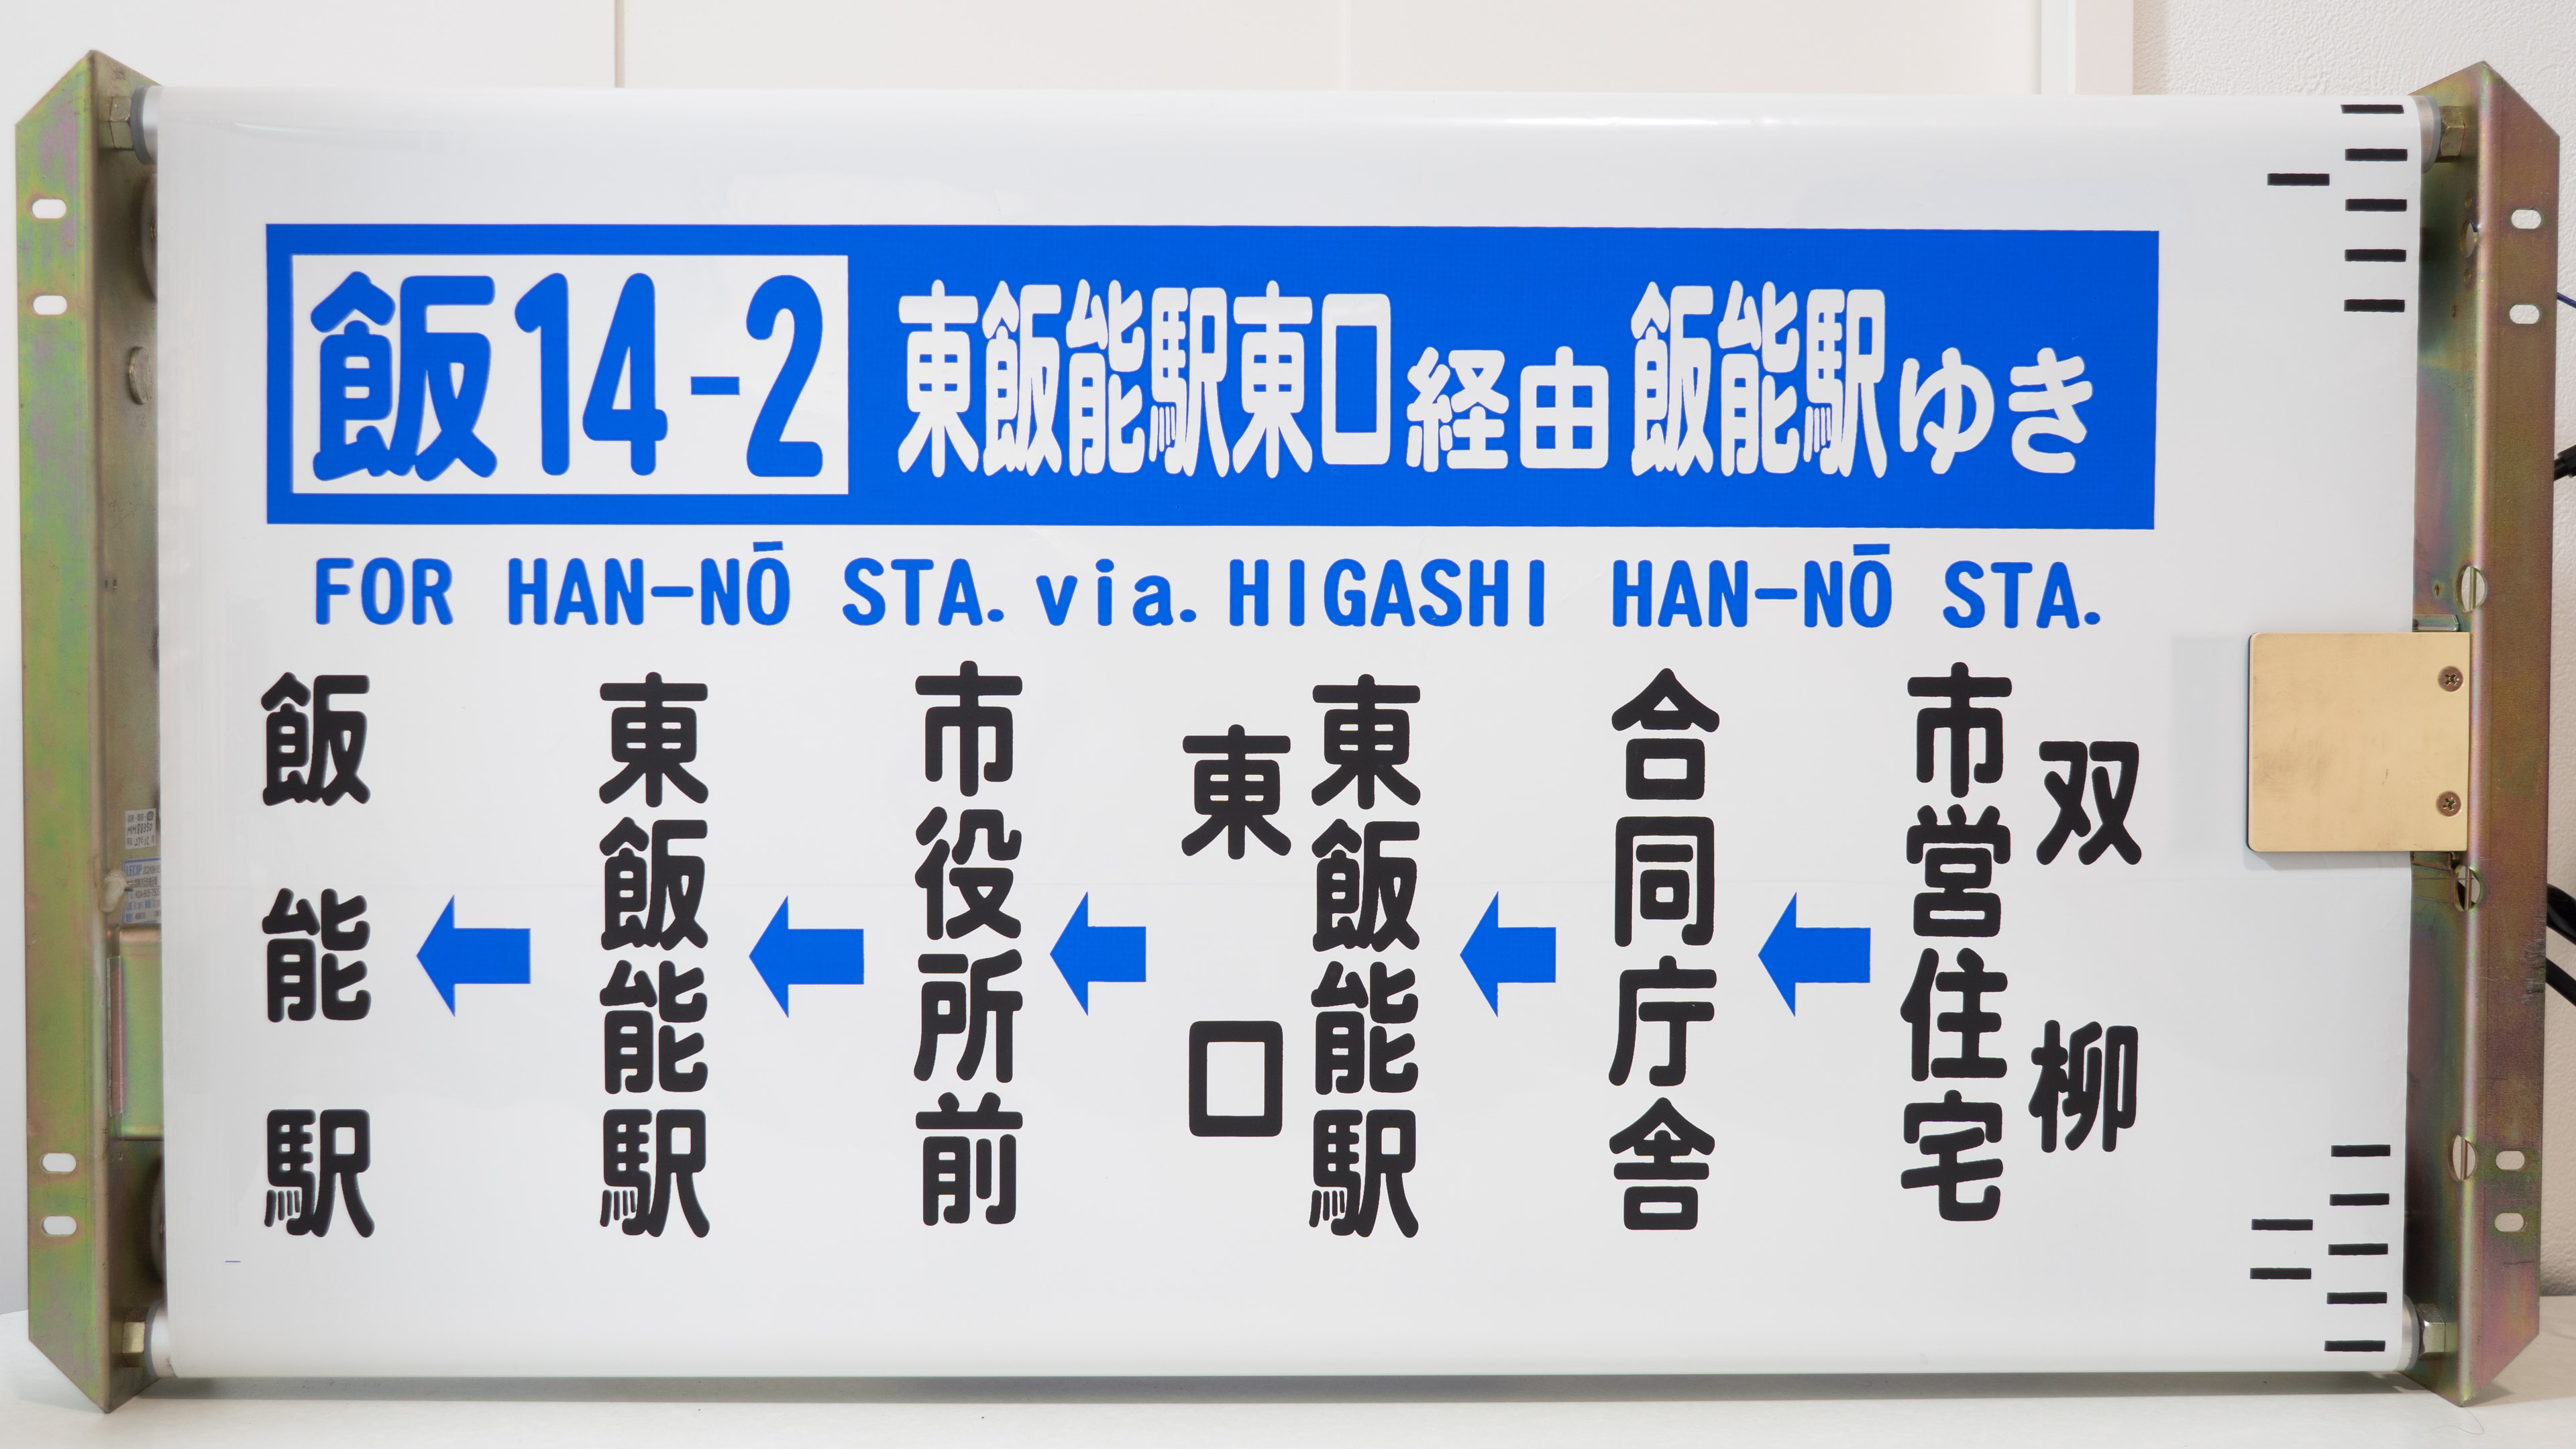 飯14-2 東飯能駅東口経由飯能駅ゆき
FOR HAN-NŌ STA. via. HIGASHI HAN-NŌ STA.
双柳
市営住宅
←
合同庁舎
←
東飯能駅
東口
←
市役所前
←
東飯能駅
←
飯能駅